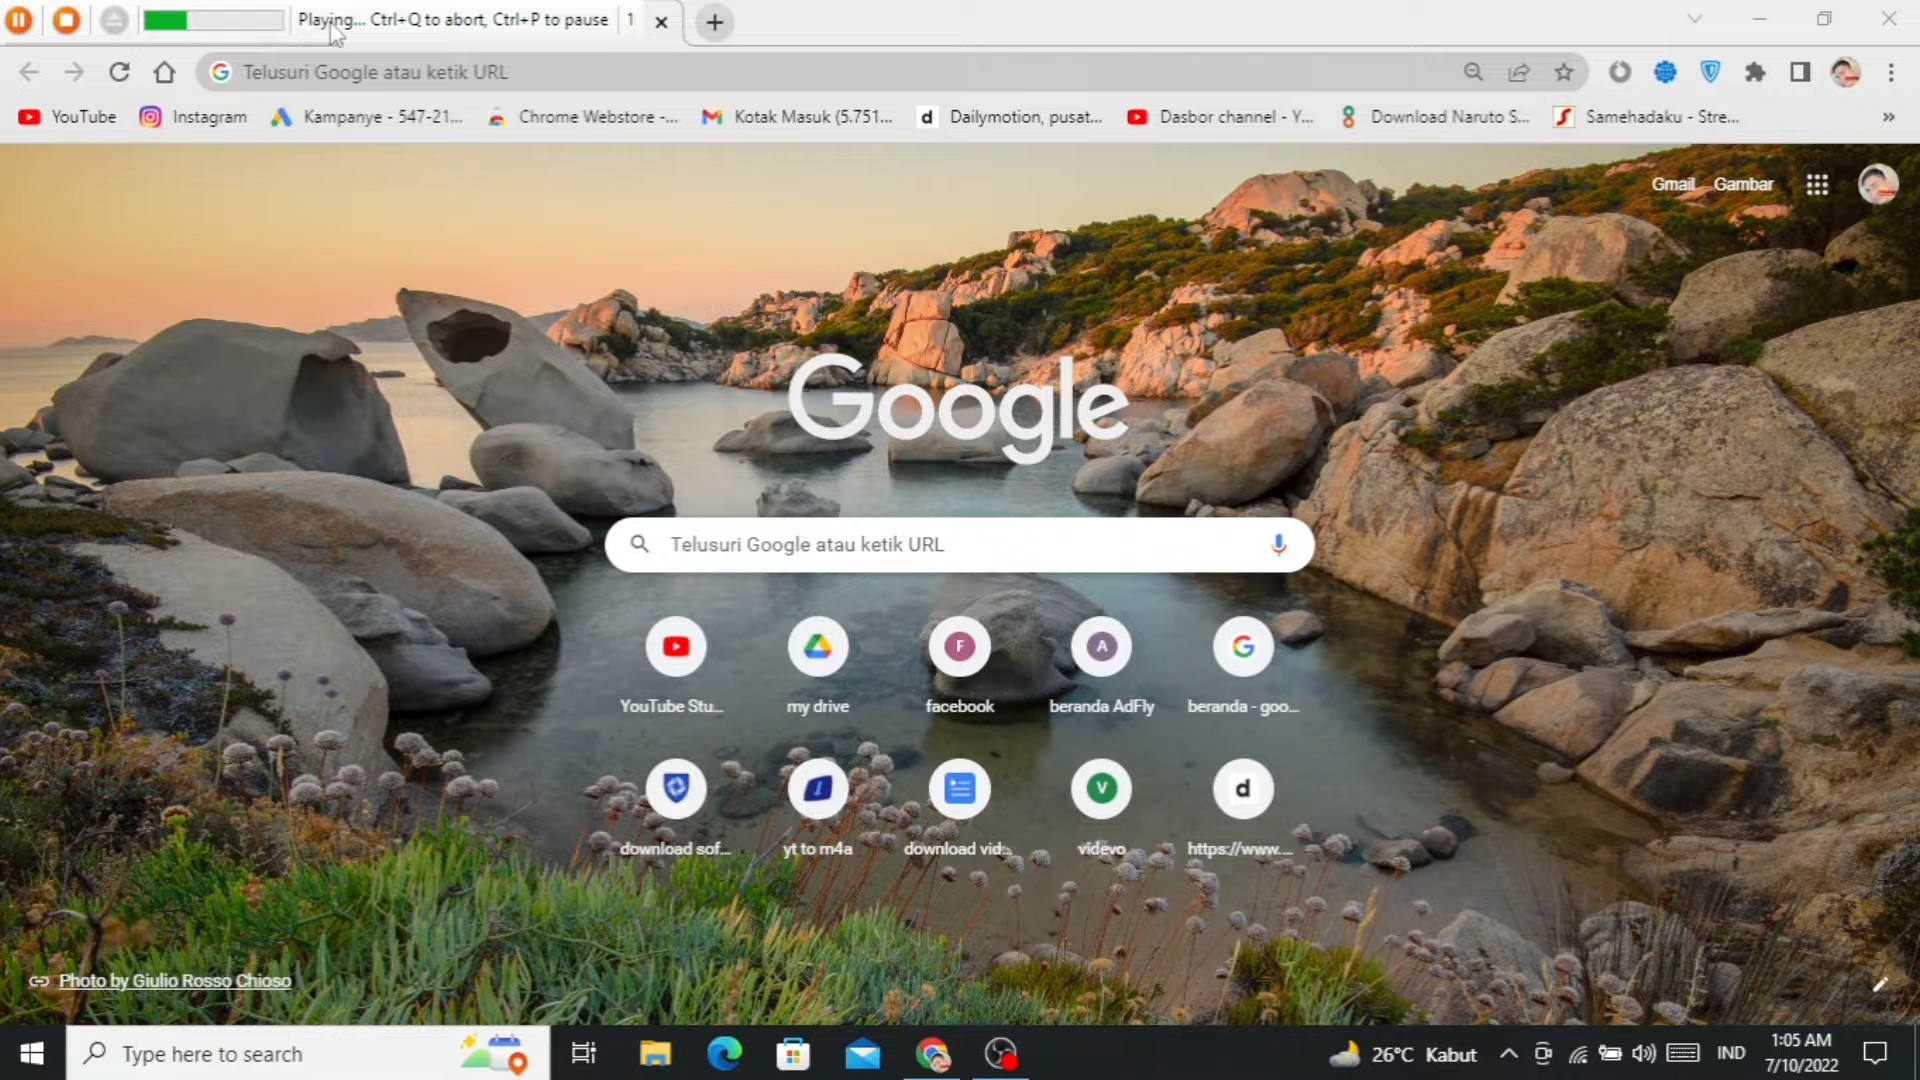 Playing... Ctrl+Q to abort, Ctrl+P to pause 1
Telusuri Google atau ketik URL
YouTube Instagram Kampanye - 547-21... Chrome Webstore -... Kotak Masuk (5.751... d Dailymotion, pusat... Dasbor channel - Y... Download Naruto S... Samehadaku - Stre... »
Gmail Gambar
Google
Telusuri Google atau ketik URL
F A
YouTube Stu... my drive facebook beranda AdFly beranda - goo...
V d
download sof... yt to m4a download vid... videvo https://www....
Photo by Giulio Rosso Chioso
Type here to search 26°C Kabut IND 1:05 AM
7/10/2022